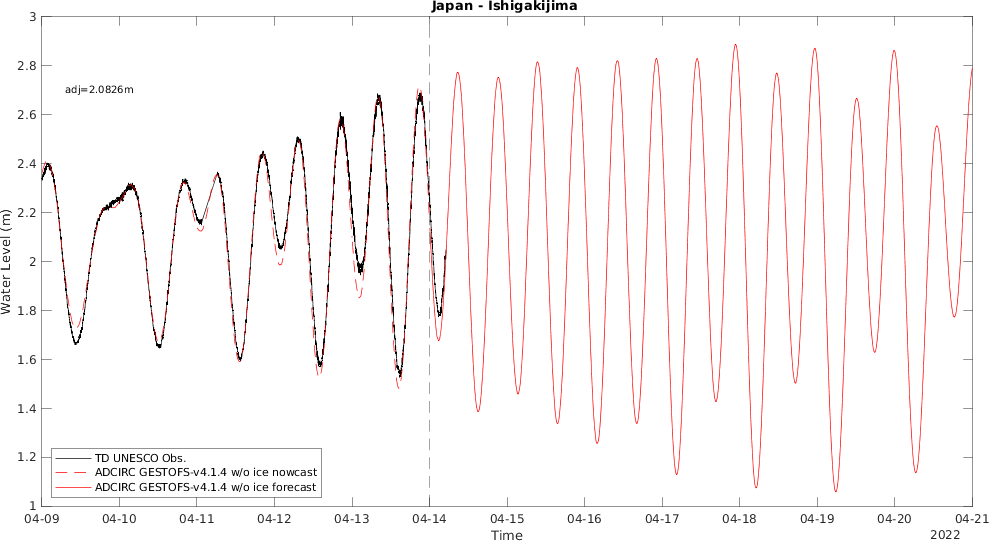 Japan - Ishigakijima
3
2.8
2.6
2.4
2.2
2
1.8
1.6
1.4
1.2
1
Water Level (m)
adj=2.0826m
TD UNESCO Obs.
ADCIRC GESTOFS-v4.1.4 w/o ice nowcast
ADCIRC GESTOFS-v4.1.4 w/o ice forecast
04-09 04-10 04-11 04-12 04-13 04-14 04-15 04-16 04-17 04-18 04-19 04-20 04-21
Time
2022